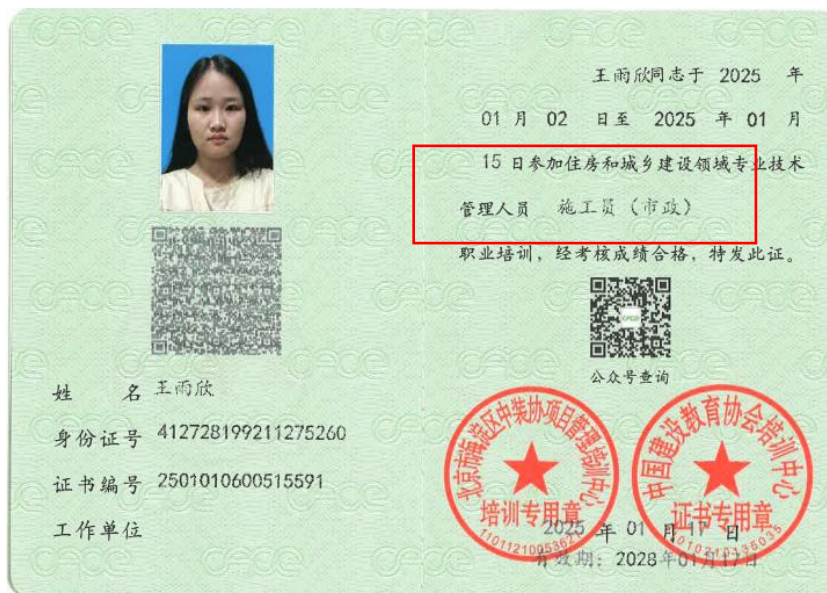 王雨欣同志于 2025 年
01 月 02 日至 2025 年 01 月
15 日参加住房和城乡建设领域专业技术
管理人员 施工员（市政）
职业培训，经考核成绩合格，特发此证。
公众号查询
姓 名 王雨欣
身份证号 412728199211275260
证书编号 2501010600515591
工作单位
北京市海淀区中装协项目管理培训中心
培训专用章
中国建设教育协会培训中心
证书专用章
2025 年 01 月 17 日
有效期：2028年01月17日